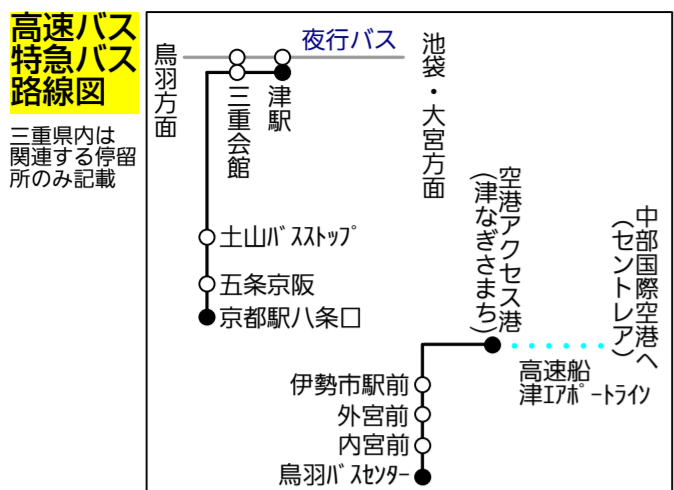 高速バス
特急バス
路線図
三重県内は
関連する停留
所のみ記載
夜行バス
鳥羽方面
三重会館
津駅
池袋・大宮方面
土山ﾊﾞｽｽﾄｯﾌﾟ
五条京阪
京都駅八条口
空港アクセス港
(津なぎさまち)
中部国際空港へ
(セントレア)
高速船
津ｴｱﾎﾟｰﾄﾗｲﾝ
伊勢市駅前
外宮前
内宮前
鳥羽ﾊﾞｽｾﾝﾀｰ